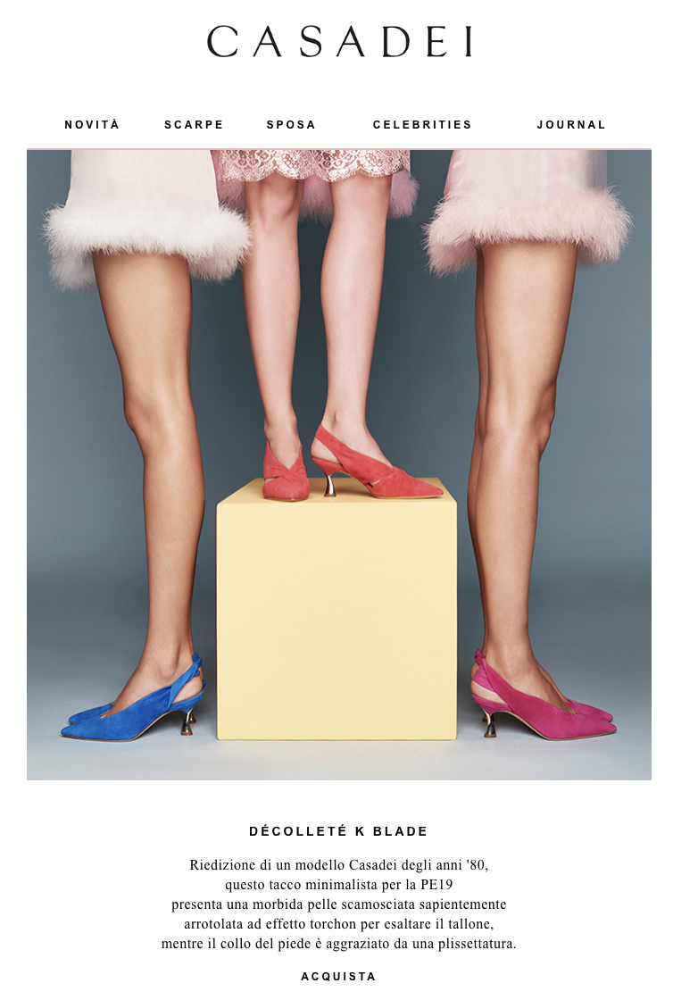 CASADEI
NOVITÀ SCARPE SPOSA CELEBRITIES JOURNAL
DÉCOLLETÉ K BLADE
Riedizione di un modello Casadei degli anni '80,
questo tacco minimalista per la PE19
presenta una morbida pelle scamosciata sapientemente
arrotolata ad effetto torchon per esaltare il tallone,
mentre il collo del piede è aggraziato da una plissettatura.
ACQUISTA